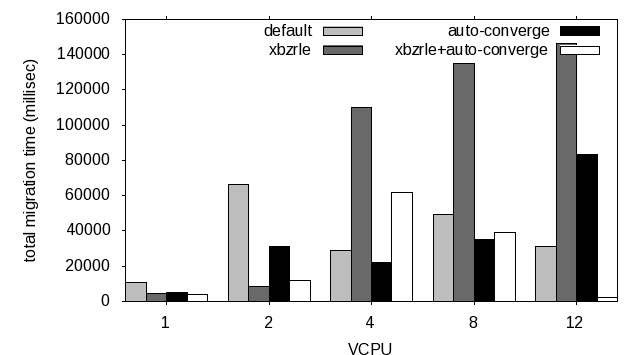 160000
140000
120000
100000
80000
60000
40000
20000
0
total migration time (millisec)
default
xbzrle
auto-converge
xbzrle+auto-converge
1 2 4 8 12
VCPU